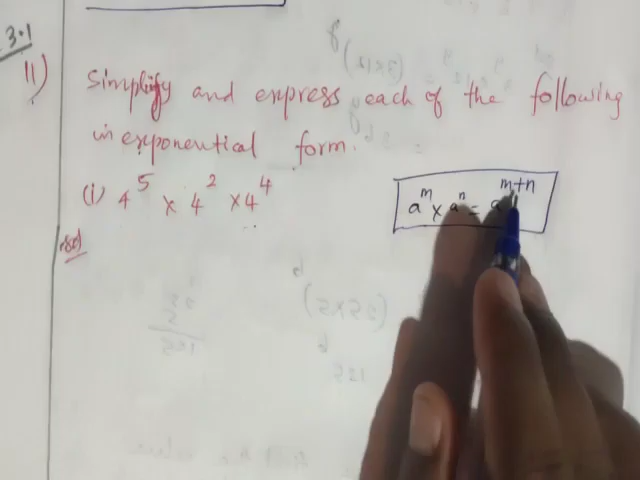 3.1
11) Simplify and express each of the following
in exponential form.
(i) 4^5 × 4^2 × 4^4
a^m × a^n = a^m+n
sol